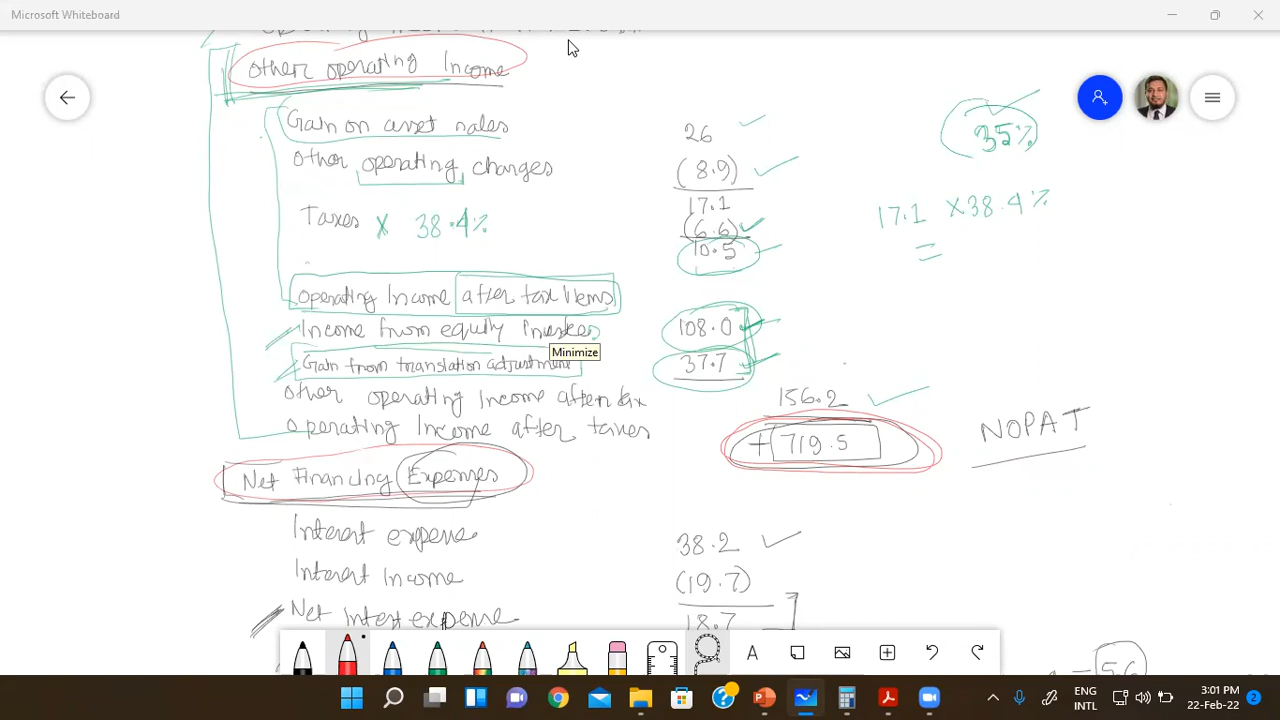 Microsoft Whiteboard
Other operating Income
Gain on asset sales 26
35%
Other operating charges (8.9)
17.1
17.1 X 38.4%
Taxes X 38.4% (6.6)
=
10.5
Operating Income after tax Items
Income from equity 108.0
Minimize
Gain from translation adjustment 37.7
Other operating Income after tax 156.2
Operating Income after taxes + 719.5 NOPAT
Net Financing Expenses
Interest expense 38.2
Interest Income (19.7)
Net interest expense 18.7
56
A
ENG
INTL
3:01 PM
22-Feb-22
2